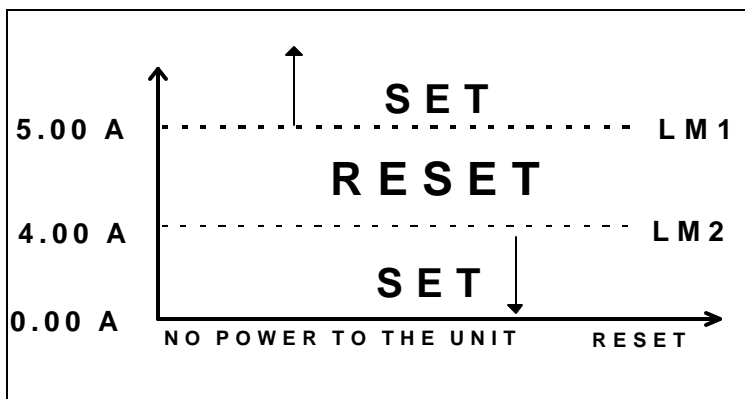 SET
5.00 A LM1
RESET
4.00 A LM2
SET
0.00 A
NO POWER TO THE UNIT RESET